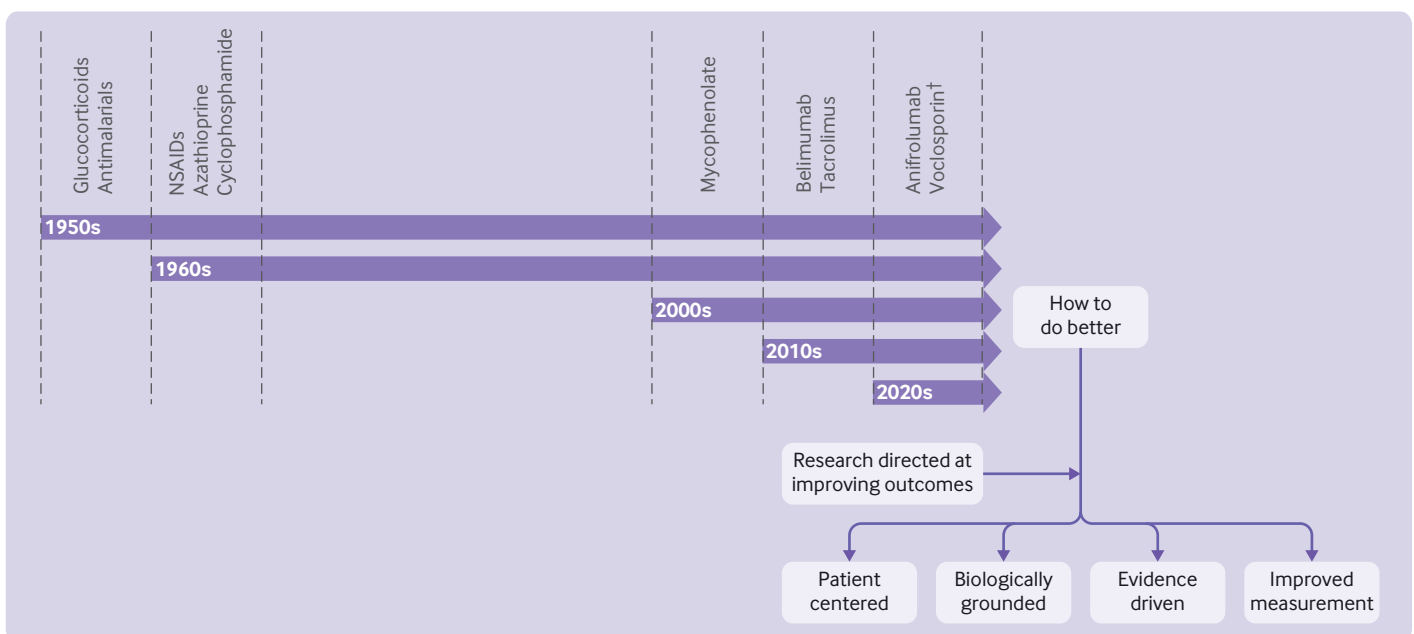 Glucocorticoids
Antimalarials
NSAIDs
Azathioprine
Cyclophosphamide
Mycophenolate
Belimumab
Tacrolimus
Anifrolumab
Voclosporin†
1950s
1960s
2000s
2010s
2020s
How to
do better
Research directed at
improving outcomes
Patient
centered
Biologically
grounded
Evidence
driven
Improved
measurement